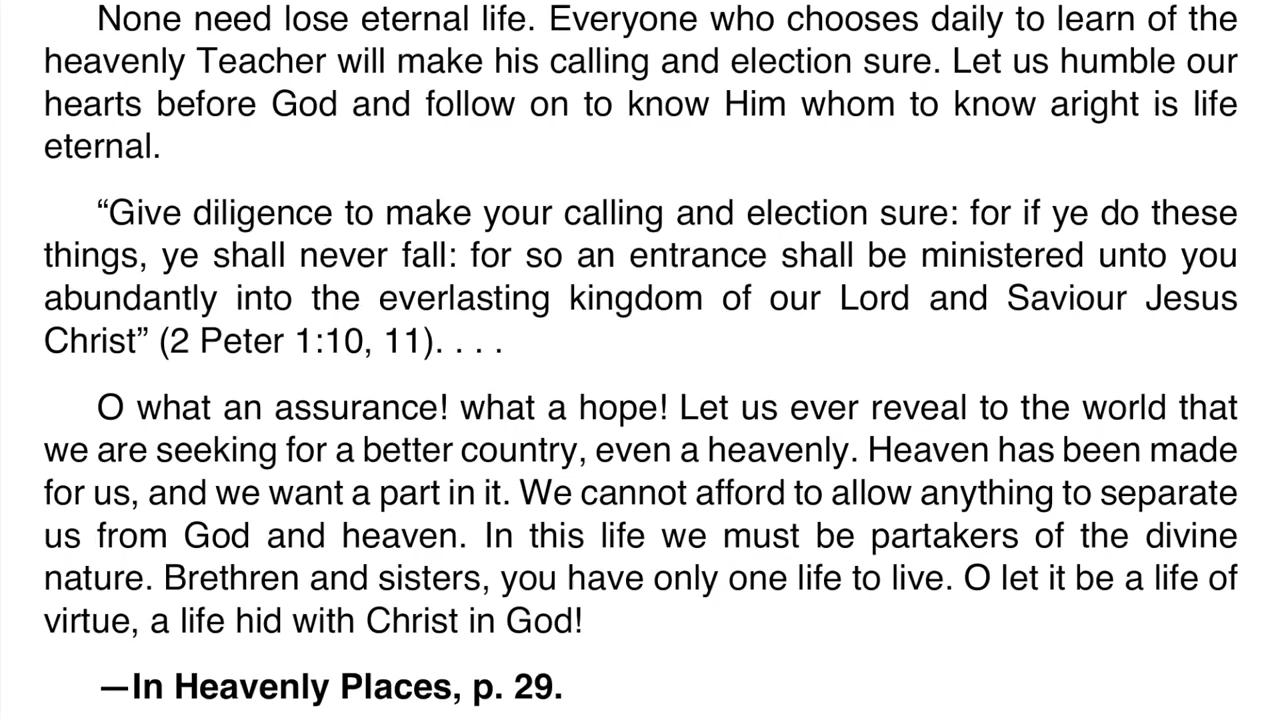 None need lose eternal life. Everyone who chooses daily to learn of the
heavenly Teacher will make his calling and election sure. Let us humble our
hearts before God and follow on to know Him whom to know aright is life
eternal.
“Give diligence to make your calling and election sure: for if ye do these
things, ye shall never fall: for so an entrance shall be ministered unto you
abundantly into the everlasting kingdom of our Lord and Saviour Jesus
Christ” (2 Peter 1:10, 11). . . .
O what an assurance! what a hope! Let us ever reveal to the world that
we are seeking for a better country, even a heavenly. Heaven has been made
for us, and we want a part in it. We cannot afford to allow anything to separate
us from God and heaven. In this life we must be partakers of the divine
nature. Brethren and sisters, you have only one life to live. O let it be a life of
virtue, a life hid with Christ in God!
—In Heavenly Places, p. 29.